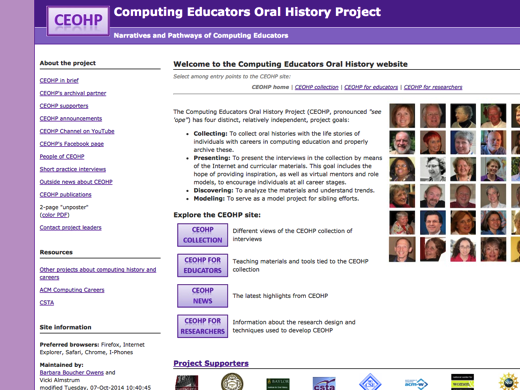 CEOHP
Computing Educators Oral History Project
Narratives and Pathways of Computing Educators
About the project
CEOHP in brief
CEOHP's archival partner
CEOHP supporters
CEOHP announcements
CEOHP Channel on YouTube
CEOHP's Facebook page
People of CEOHP
Short practice interviews
Outside news about CEOHP
CEOHP publications
2-page "unposter"
(color PDF)
Contact project leaders
Resources
Other projects about computing history and
careers
ACM Computing Careers
CSTA
Site information
Preferred browsers: Firefox, Internet
Explorer, Safari, Chrome, I-Phones
Maintained by:
Barbara Boucher Owens and
Vicki Almstrum
modified Tuesday, 07-Oct-2014 10:40:45
Welcome to the Computing Educators Oral History website
Select among entry points to the CEOHP site:
CEOHP home | CEOHP collection | CEOHP for educators | CEOHP for researchers
The Computing Educators Oral History Project (CEOHP, pronounced "see
'ope") has four distinct, relatively independent, project goals:
• Collecting: To collect oral histories with the life stories of
individuals with careers in computing education and properly
archive these.
• Presenting: To present the interviews in the collection by means
of the Internet and curricular materials. This goal includes the
hope of providing inspiration, as well as virtual mentors and role
models, to encourage individuals at all career stages.
• Discovering: To analyze the materials and understand trends.
• Modeling: To serve as a model project for sibling efforts.
Explore the CEOHP site:
CEOHP
COLLECTION
Different views of the CEOHP collection of
interviews
CEOHP FOR
EDUCATORS
Teaching materials and tools tied to the CEOHP
collection
CEOHP
NEWS
The latest highlights from CEOHP
CEOHP FOR
RESEARCHERS
Information about the research design and
techniques used to develop CEOHP
Project Supporters